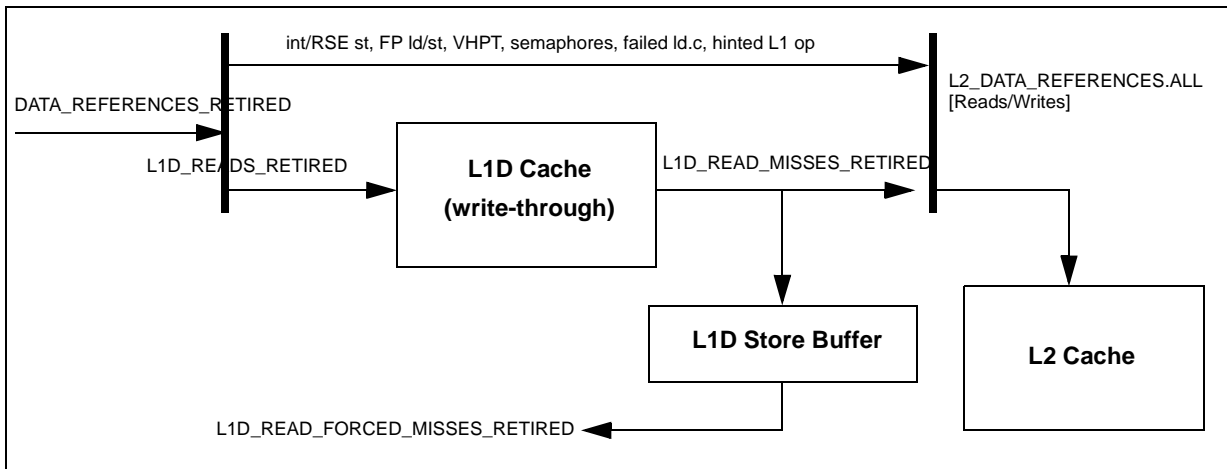 int/RSE st, FP ld/st, VHPT, semaphores, failed ld.c, hinted L1 op
L2_DATA_REFERENCES.ALL
[Reads/Writes]
DATA_REFERENCES_RETIRED
L1D_READS_RETIRED
L1D Cache
(write-through)
L1D_READ_MISSES_RETIRED
L1D Store Buffer
L2 Cache
L1D_READ_FORCED_MISSES_RETIRED